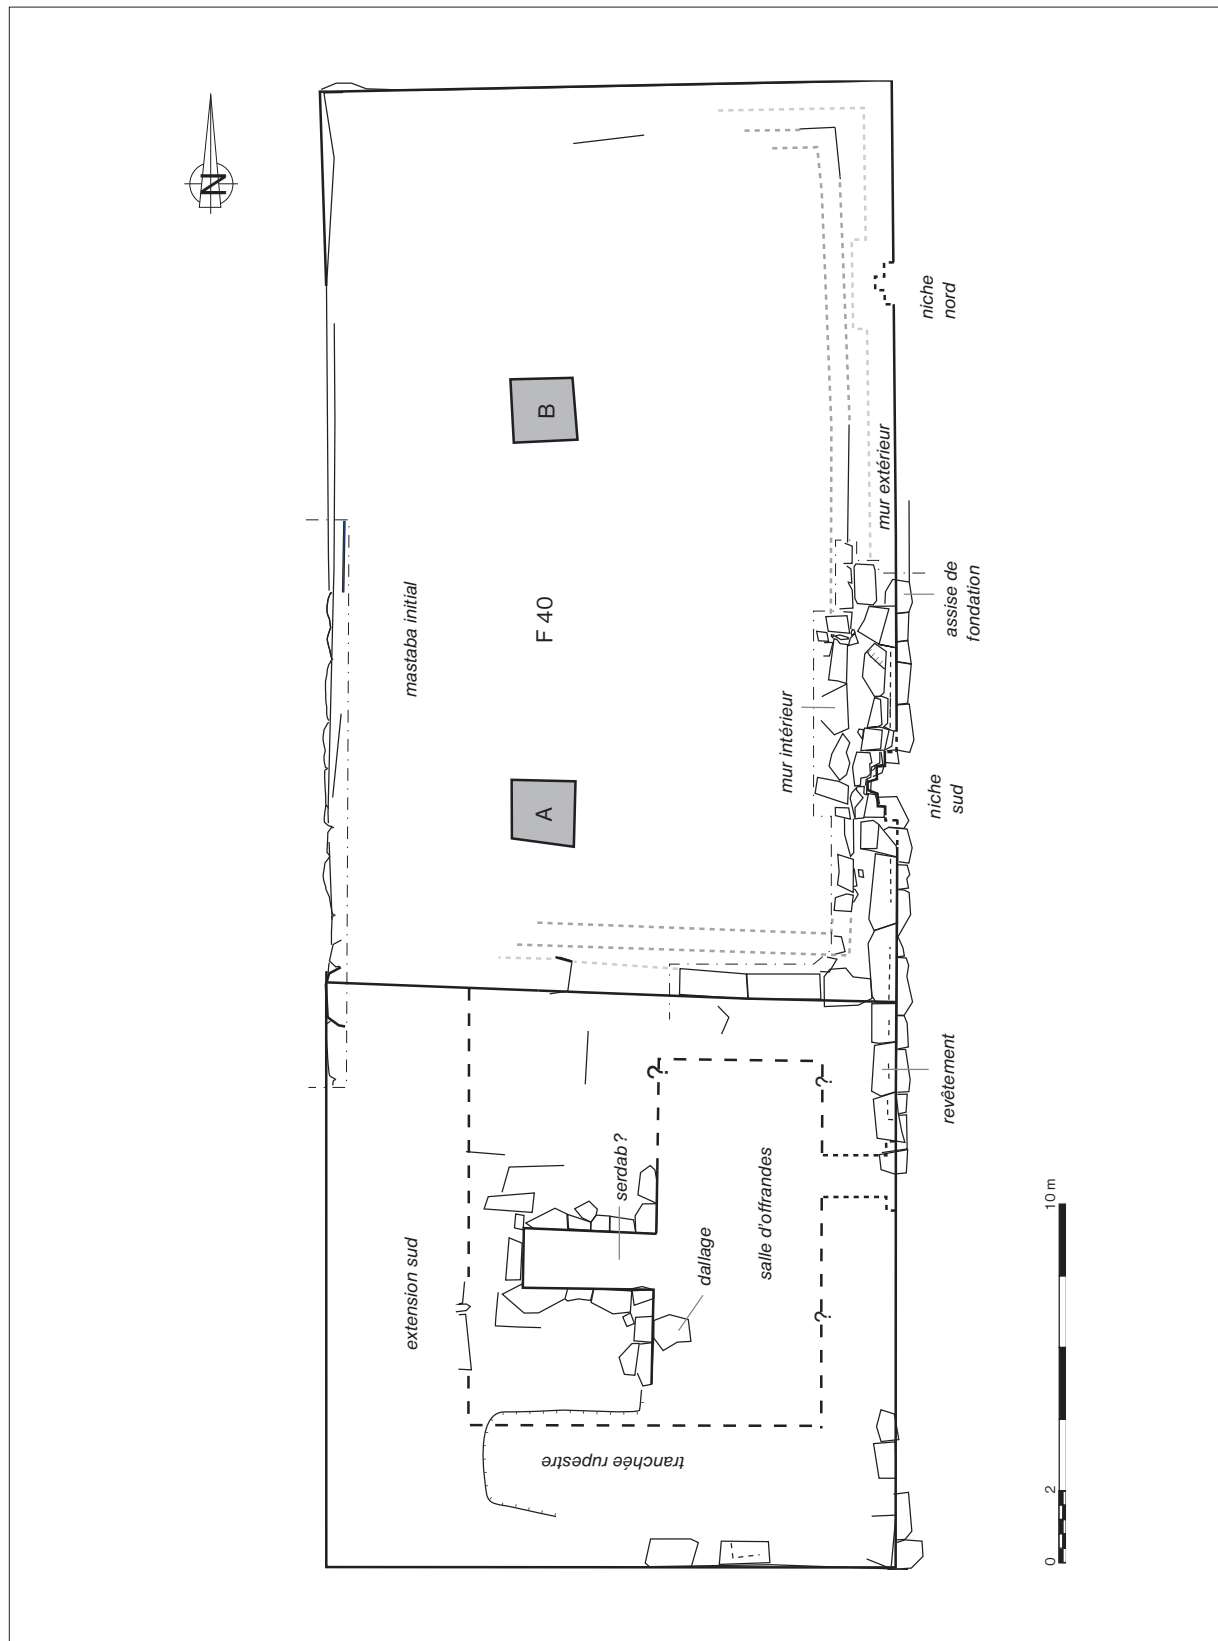 N
niche
nord
B
mur extérieur
mastaba initial
F 40
assise de
fondation
mur intérieur
A
niche
sud
revêtement
?
?
serdab ?
salle d'offrandes
dallage
extension sud
?
tranchée rupestre
0
2
10 m